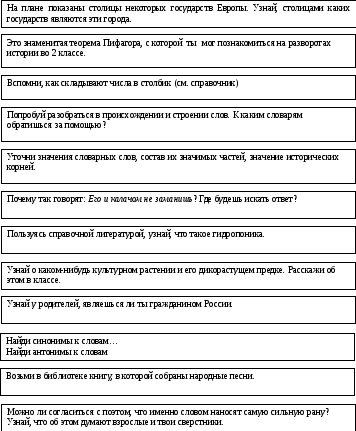 На плане показаны столицы некоторых государств Европы. Узнай, столицами каких
государств являются эти города.
Это знаменитая теорема Пифагора, с которой ты мог познакомиться на разворотах
истории во 2 классе.
Вспомни, как складывают числа в столбик (см. справочник)
Попробуй разобраться в происхождении и строении слов. К каким словарям
обратишься за помощью?
Уточни значения словарных слов, состав их значимых частей, значение исторических
корней.
Почему так говорят: Его и калачом не заманишь? Где будешь искать ответ?
Пользуясь справочной литературой, узнай, что такое гидропоника.
Узнай о каком-нибудь культурном растении и его дикорастущем предке. Расскажи об
этом в классе.
Узнай у родителей, являешься ли ты гражданином России
Найди синонимы к словам…
Найди антонимы к словам
Возьми в библиотеке книгу, в которой собраны народные песни.
Можно ли согласиться с поэтом, что именно словом наносят самую сильную рану?
Узнай, что об этом думают взрослые и твои сверстники.